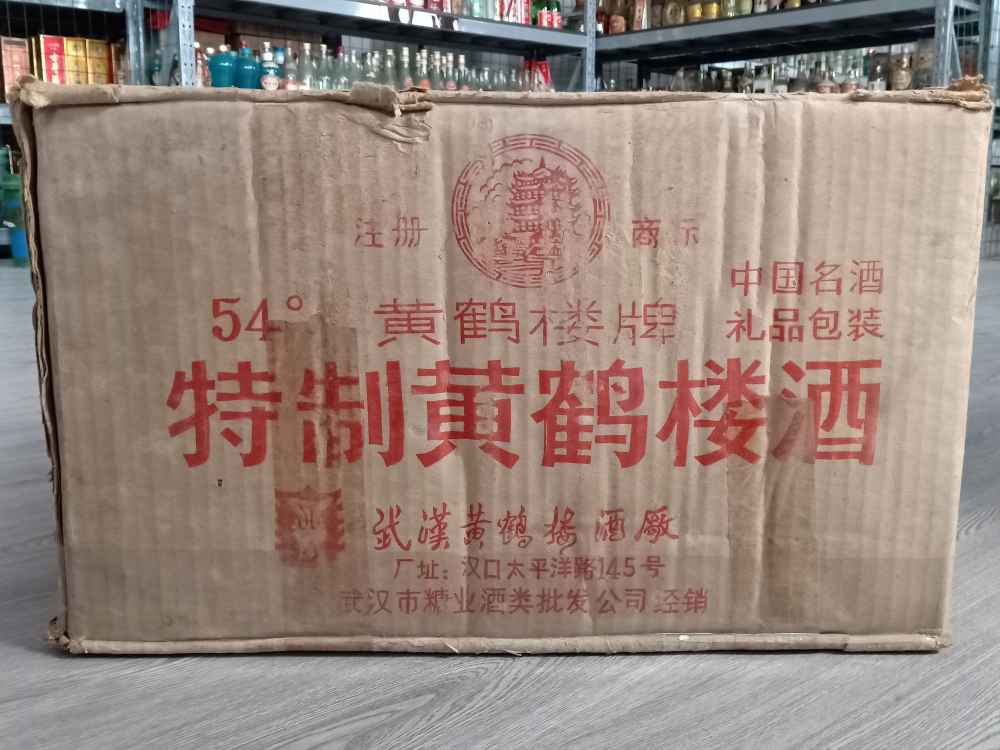 注册 商标
中国名酒
54° 黄鹤楼牌 礼品包装
特制黄鹤楼酒
武漢黄鹤楼酒廠
厂址：汉口太平洋路145号
武汉市糖业酒类批发公司经销